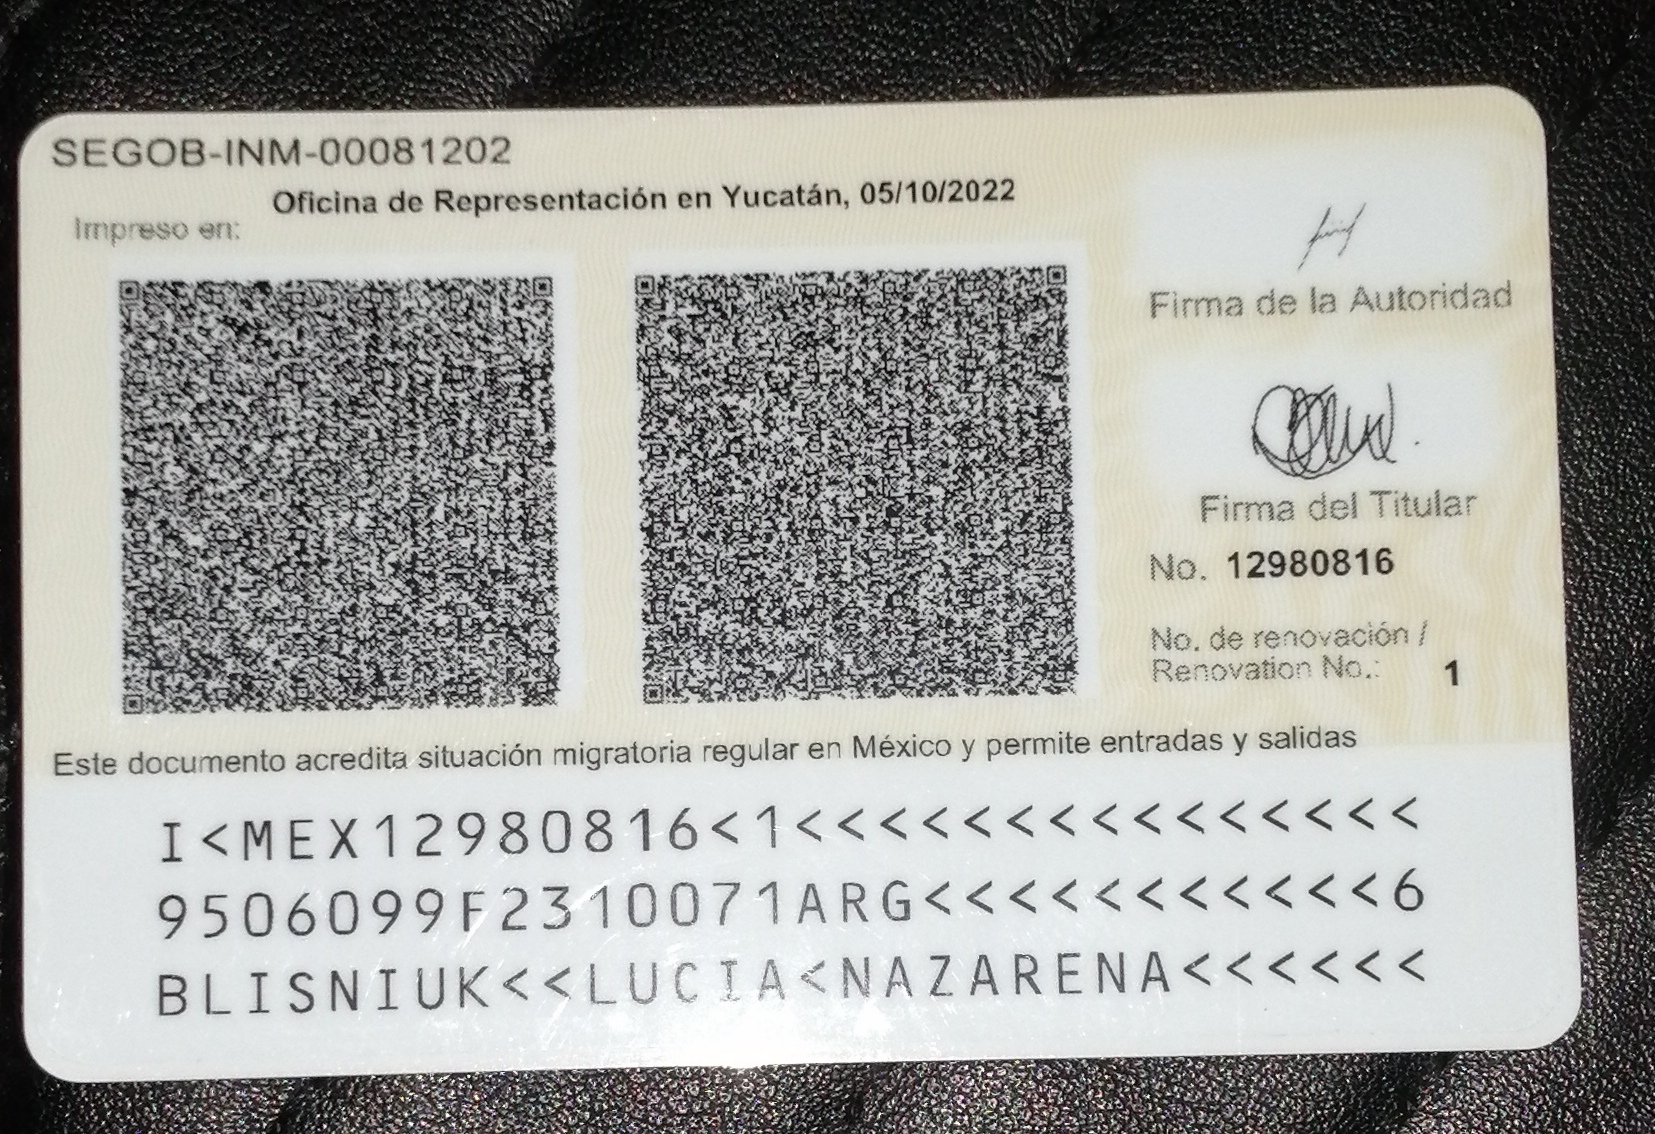 SEGOB-INM-00081202
Oficina de Representación en Yucatán, 05/10/2022
Impreso en:
Firma de la Autoridad
Firma del Titular
No. 12980816
No. de renovación /
Renovation No.: 1
Este documento acredita situación migratoria regular en México y permite entradas y salidas
I<MEX12980816<1<<<<<<<<<<<<<<<
9506099F2310071ARG<<<<<<<<<<<6
BLISNIUK<<LUCIA<NAZARENA<<<<<<